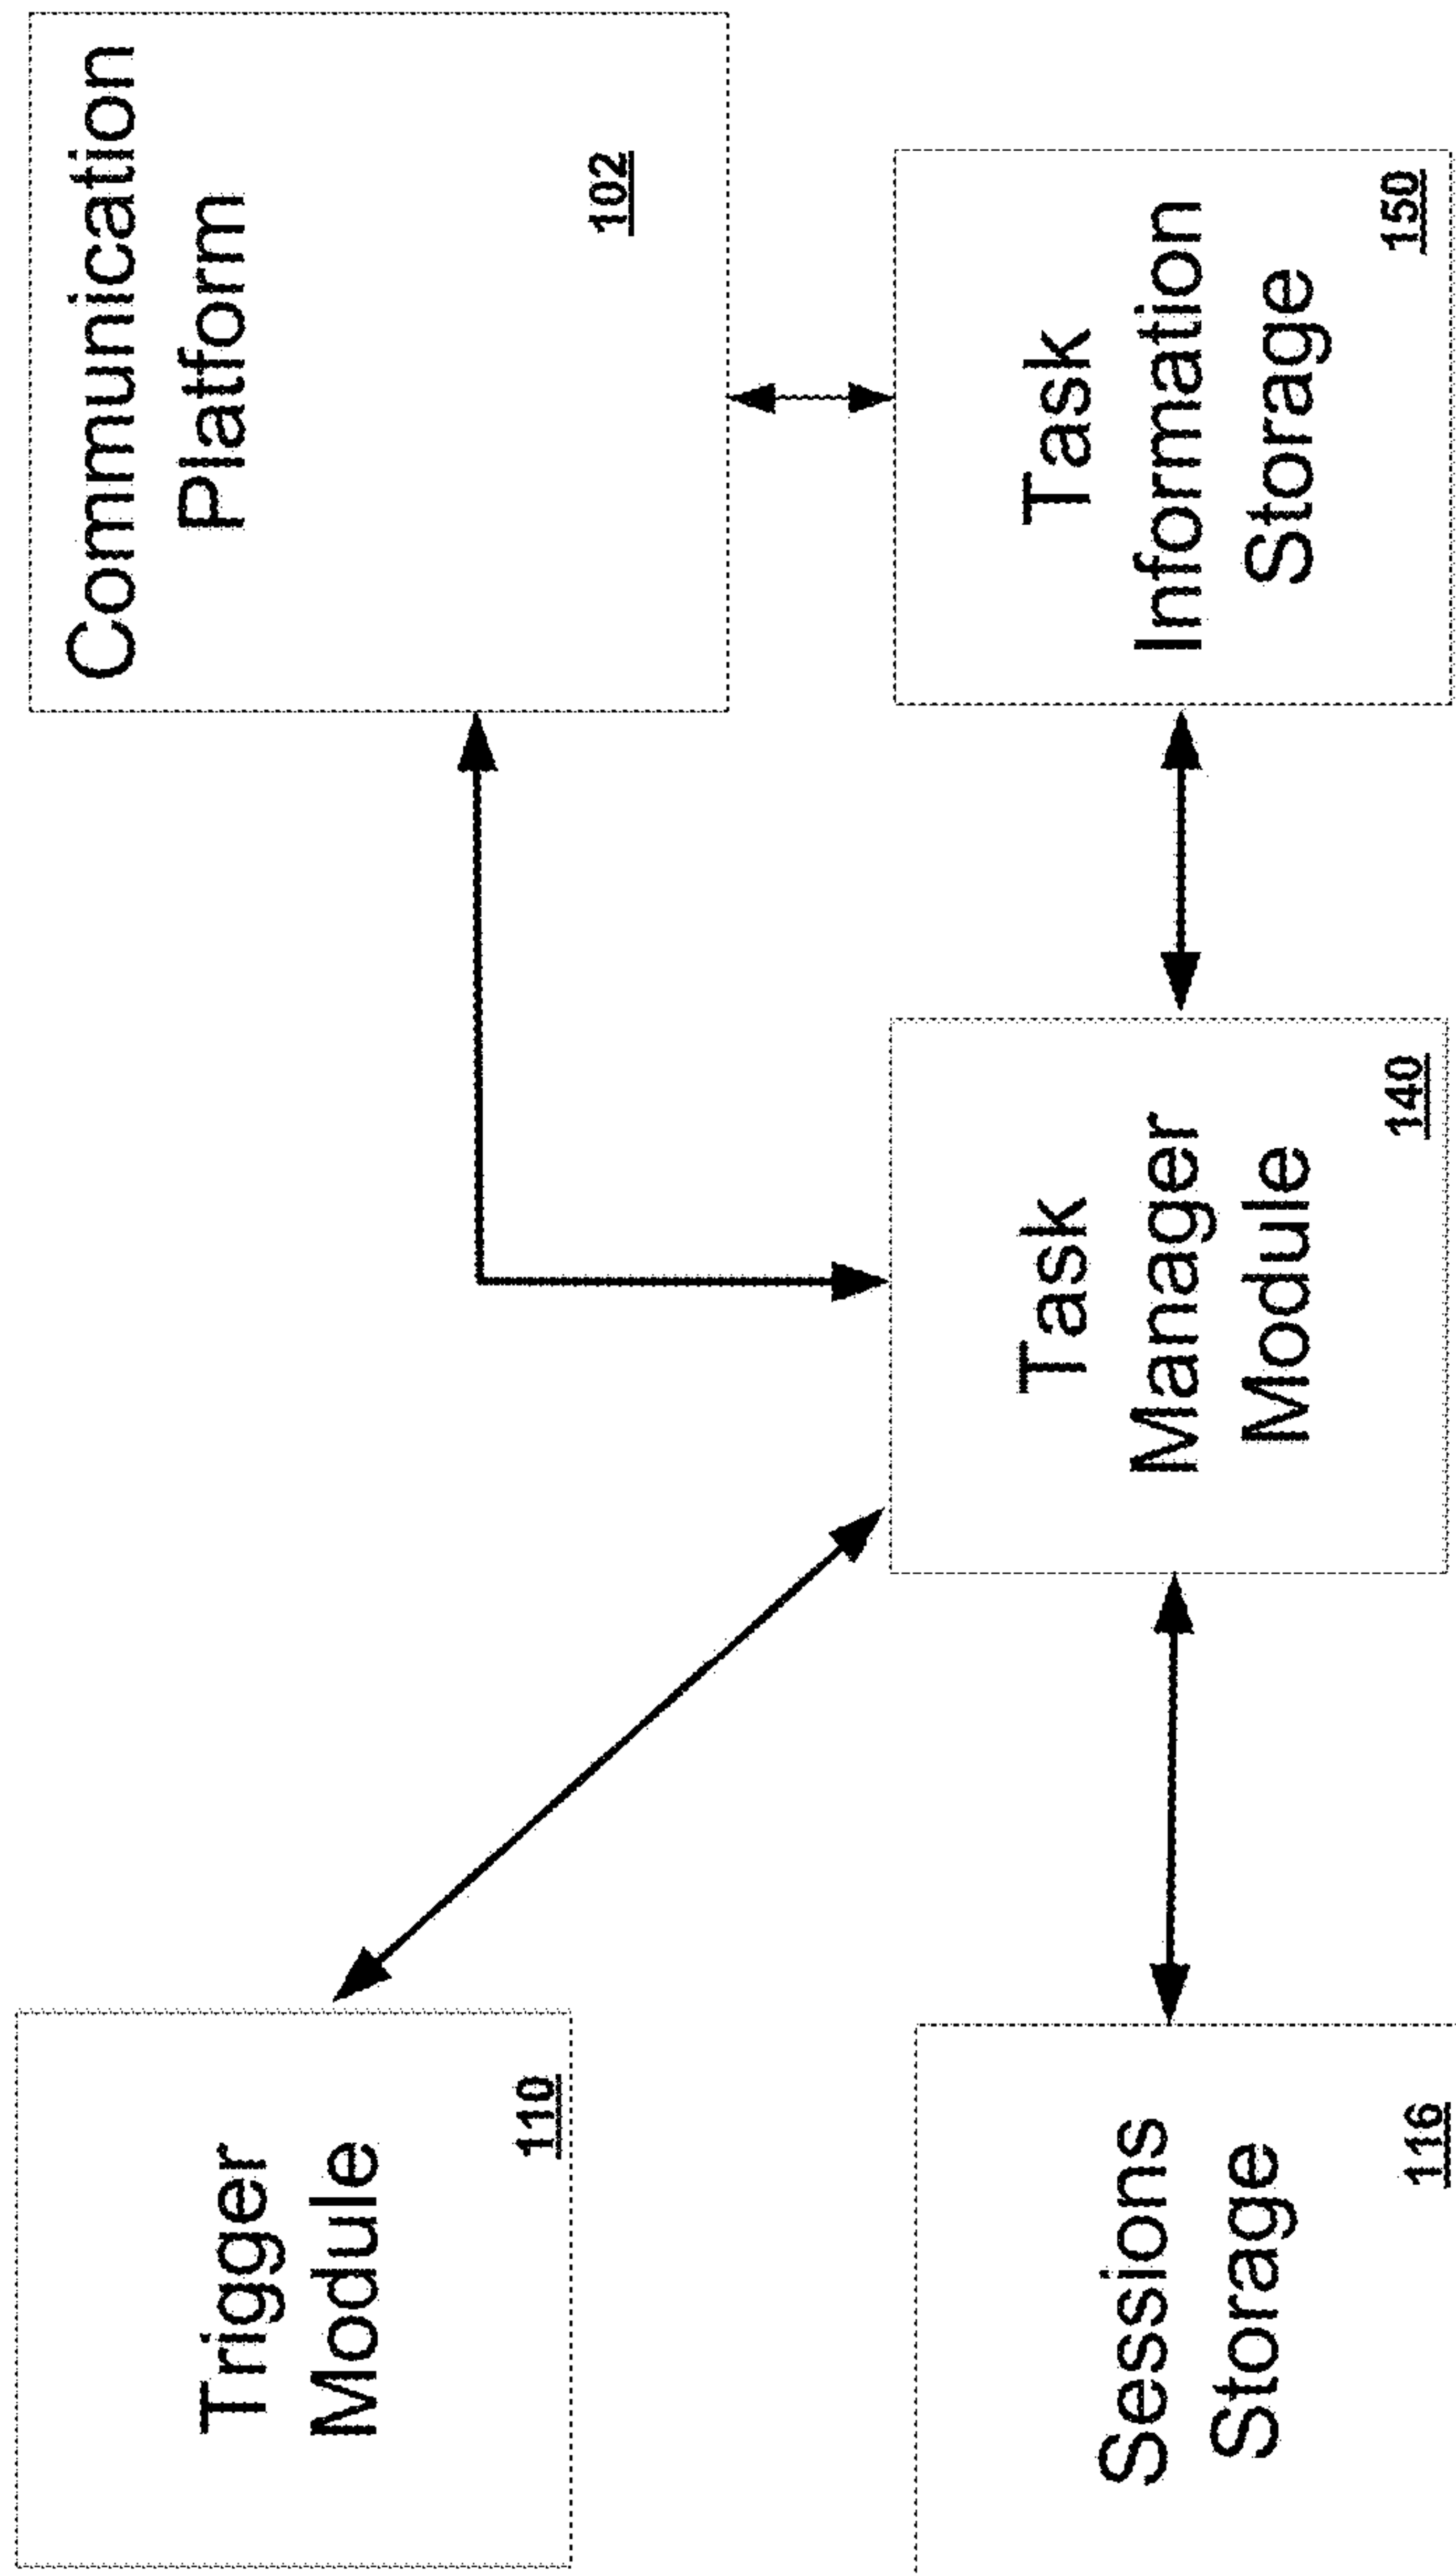 Trigger
Module
110
Communication
Platform
102
Sessions
Storage
116
Task
Manager
Module
140
Task
Information
Storage
150